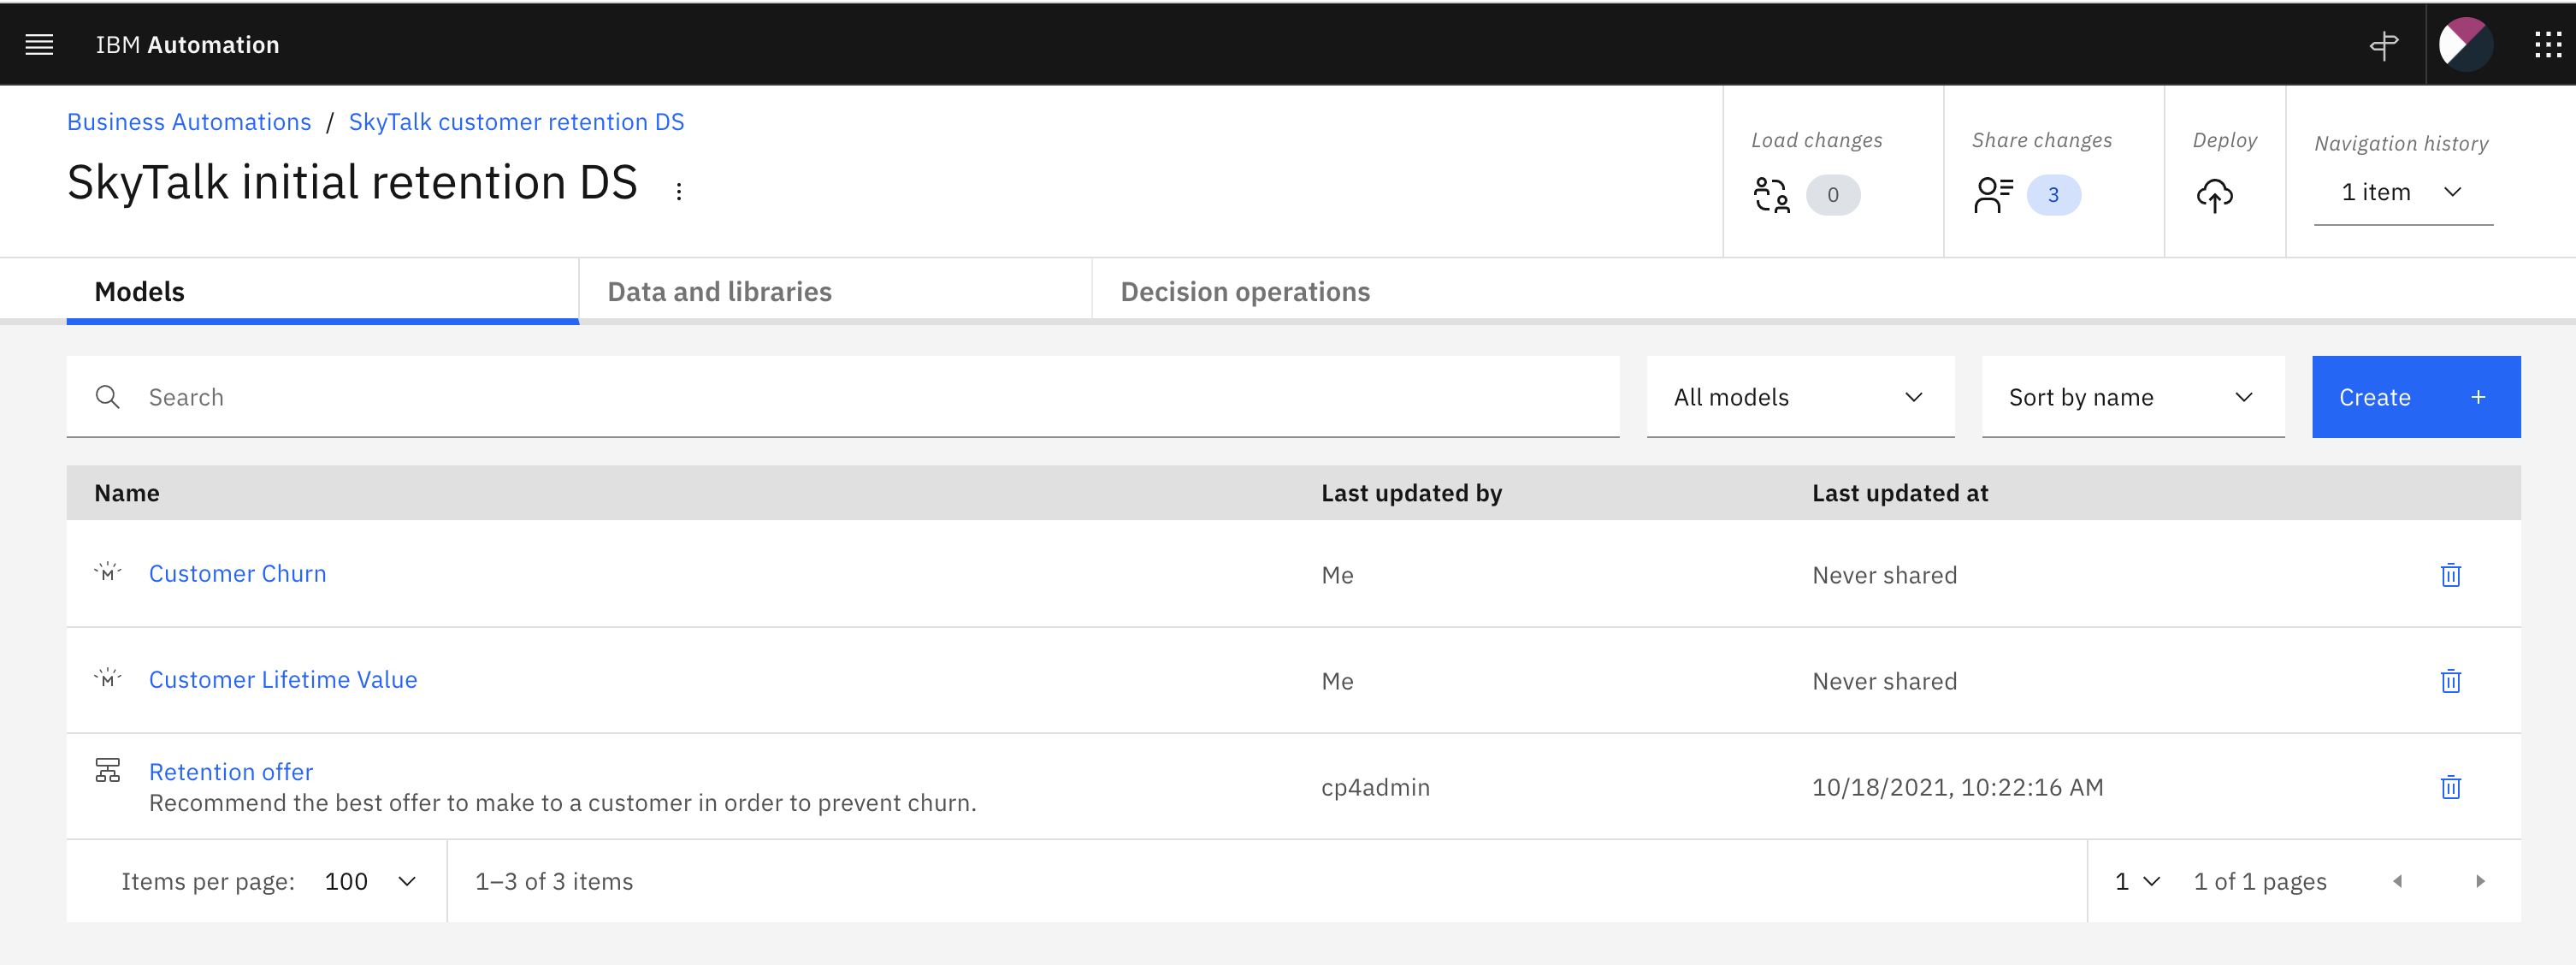 IBM Automation
Business Automations / SkyTalk customer retention DS
SkyTalk initial retention DS
Load changes
0
Share changes
3
Deploy
Navigation history
1 item
Models
Data and libraries
Decision operations
Search
All models
Sort by name
Create +
Name Last updated by Last updated at
M Customer Churn Me Never shared
M Customer Lifetime Value Me Never shared
Retention offer
Recommend the best offer to make to a customer in order to prevent churn.
cp4admin 10/18/2021, 10:22:16 AM
Items per page: 100 1–3 of 3 items 1 1 of 1 pages